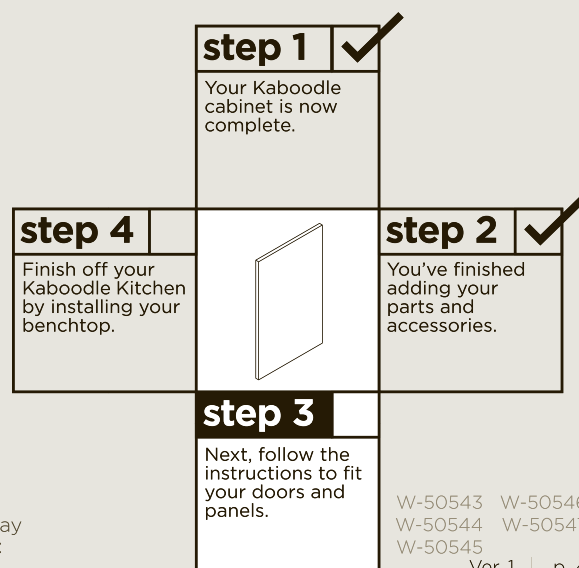 step 1
Your Kaboodle
cabinet is now
complete.
step 4
Finish off your
Kaboodle Kitchen
by installing your
benchtop.
step 2
You've finished
adding your
parts and
accessories.
step 3
Next, follow the
instructions to fit
your doors and
panels.
W-50543
W-50544
W-50545
Ver. 1